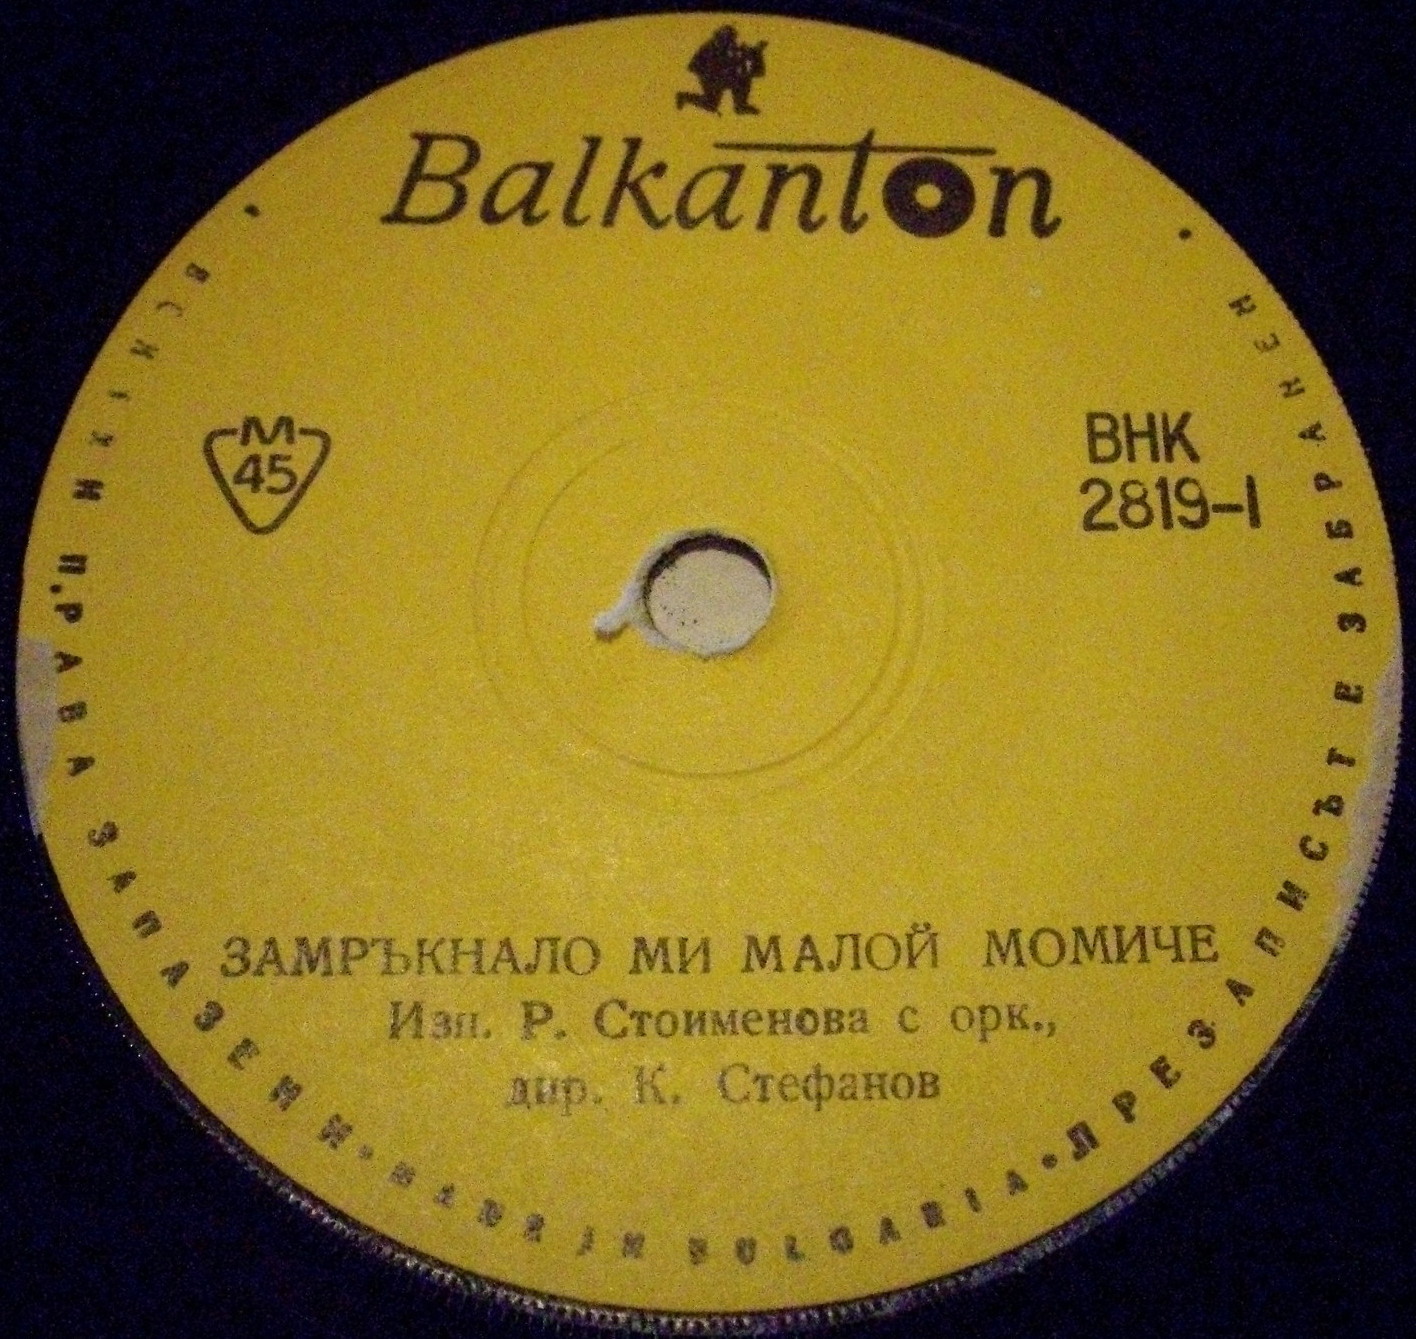 Balkanton
M
45
ВНК
2819-I
ЗАМРЪКНАЛО МИ МАЛОЙ МОМИЧЕ
Изп. Р. Стоименова с орк.,
дир. К. Стефанов
ВСИЧКИ ПРАВА ЗАПАЗЕНИ • MADE IN BULGARIA • ПРЕЗАПИСЪТ Е ЗАБРАНЕН